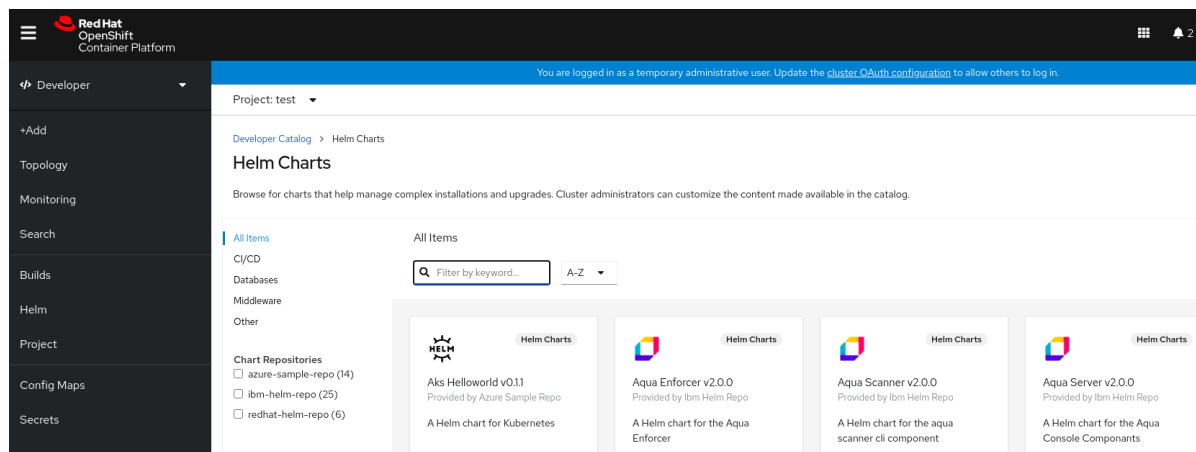 Red Hat
OpenShift
Container Platform
2
Developer
You are logged in as a temporary administrative user. Update the cluster OAuth configuration to allow others to log in.
Project: test
+Add
Topology
Monitoring
Search
Builds
Helm
Project
Config Maps
Secrets
Developer Catalog > Helm Charts
Helm Charts
Browse for charts that help manage complex installations and upgrades. Cluster administrators can customize the content made available in the catalog.
All Items
CI/CD
Databases
Middleware
Other
Chart Repositories
azure-sample-repo (14)
ibm-helm-repo (25)
redhat-helm-repo (6)
All Items
Filter by keyword...
A-Z
HELM
Helm Charts
Aks Helloworld v0.1.1
Provided by Azure Sample Repo
A Helm chart for Kubernetes
Helm Charts
Aqua Enforcer v2.0.0
Provided by Ibm Helm Repo
A Helm chart for the Aqua
Enforcer
Helm Charts
Aqua Scanner v2.0.0
Provided by Ibm Helm Repo
A Helm chart for the aqua
scanner cli component
Helm Charts
Aqua Server v2.0.0
Provided by Ibm Helm Repo
A Helm chart for the Aqua
Console Componants